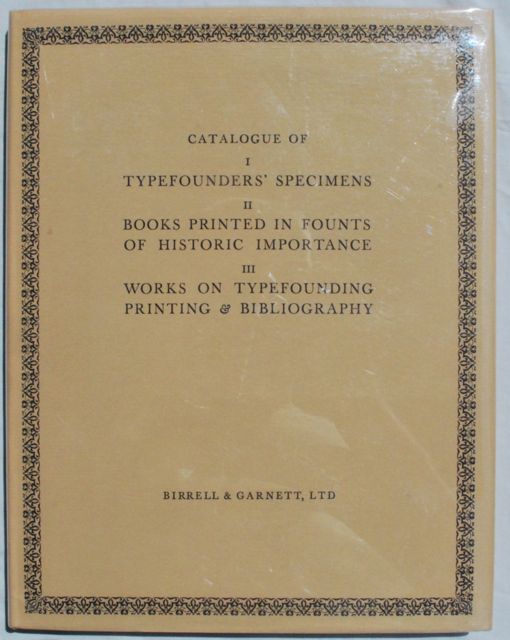 CATALOGUE OF
I
TYPEFOUNDERS' SPECIMENS
II
BOOKS PRINTED IN FOUNTS
OF HISTORIC IMPORTANCE
III
WORKS ON TYPEFOUNDING
PRINTING & BIBLIOGRAPHY
BIRRELL & GARNETT, LTD